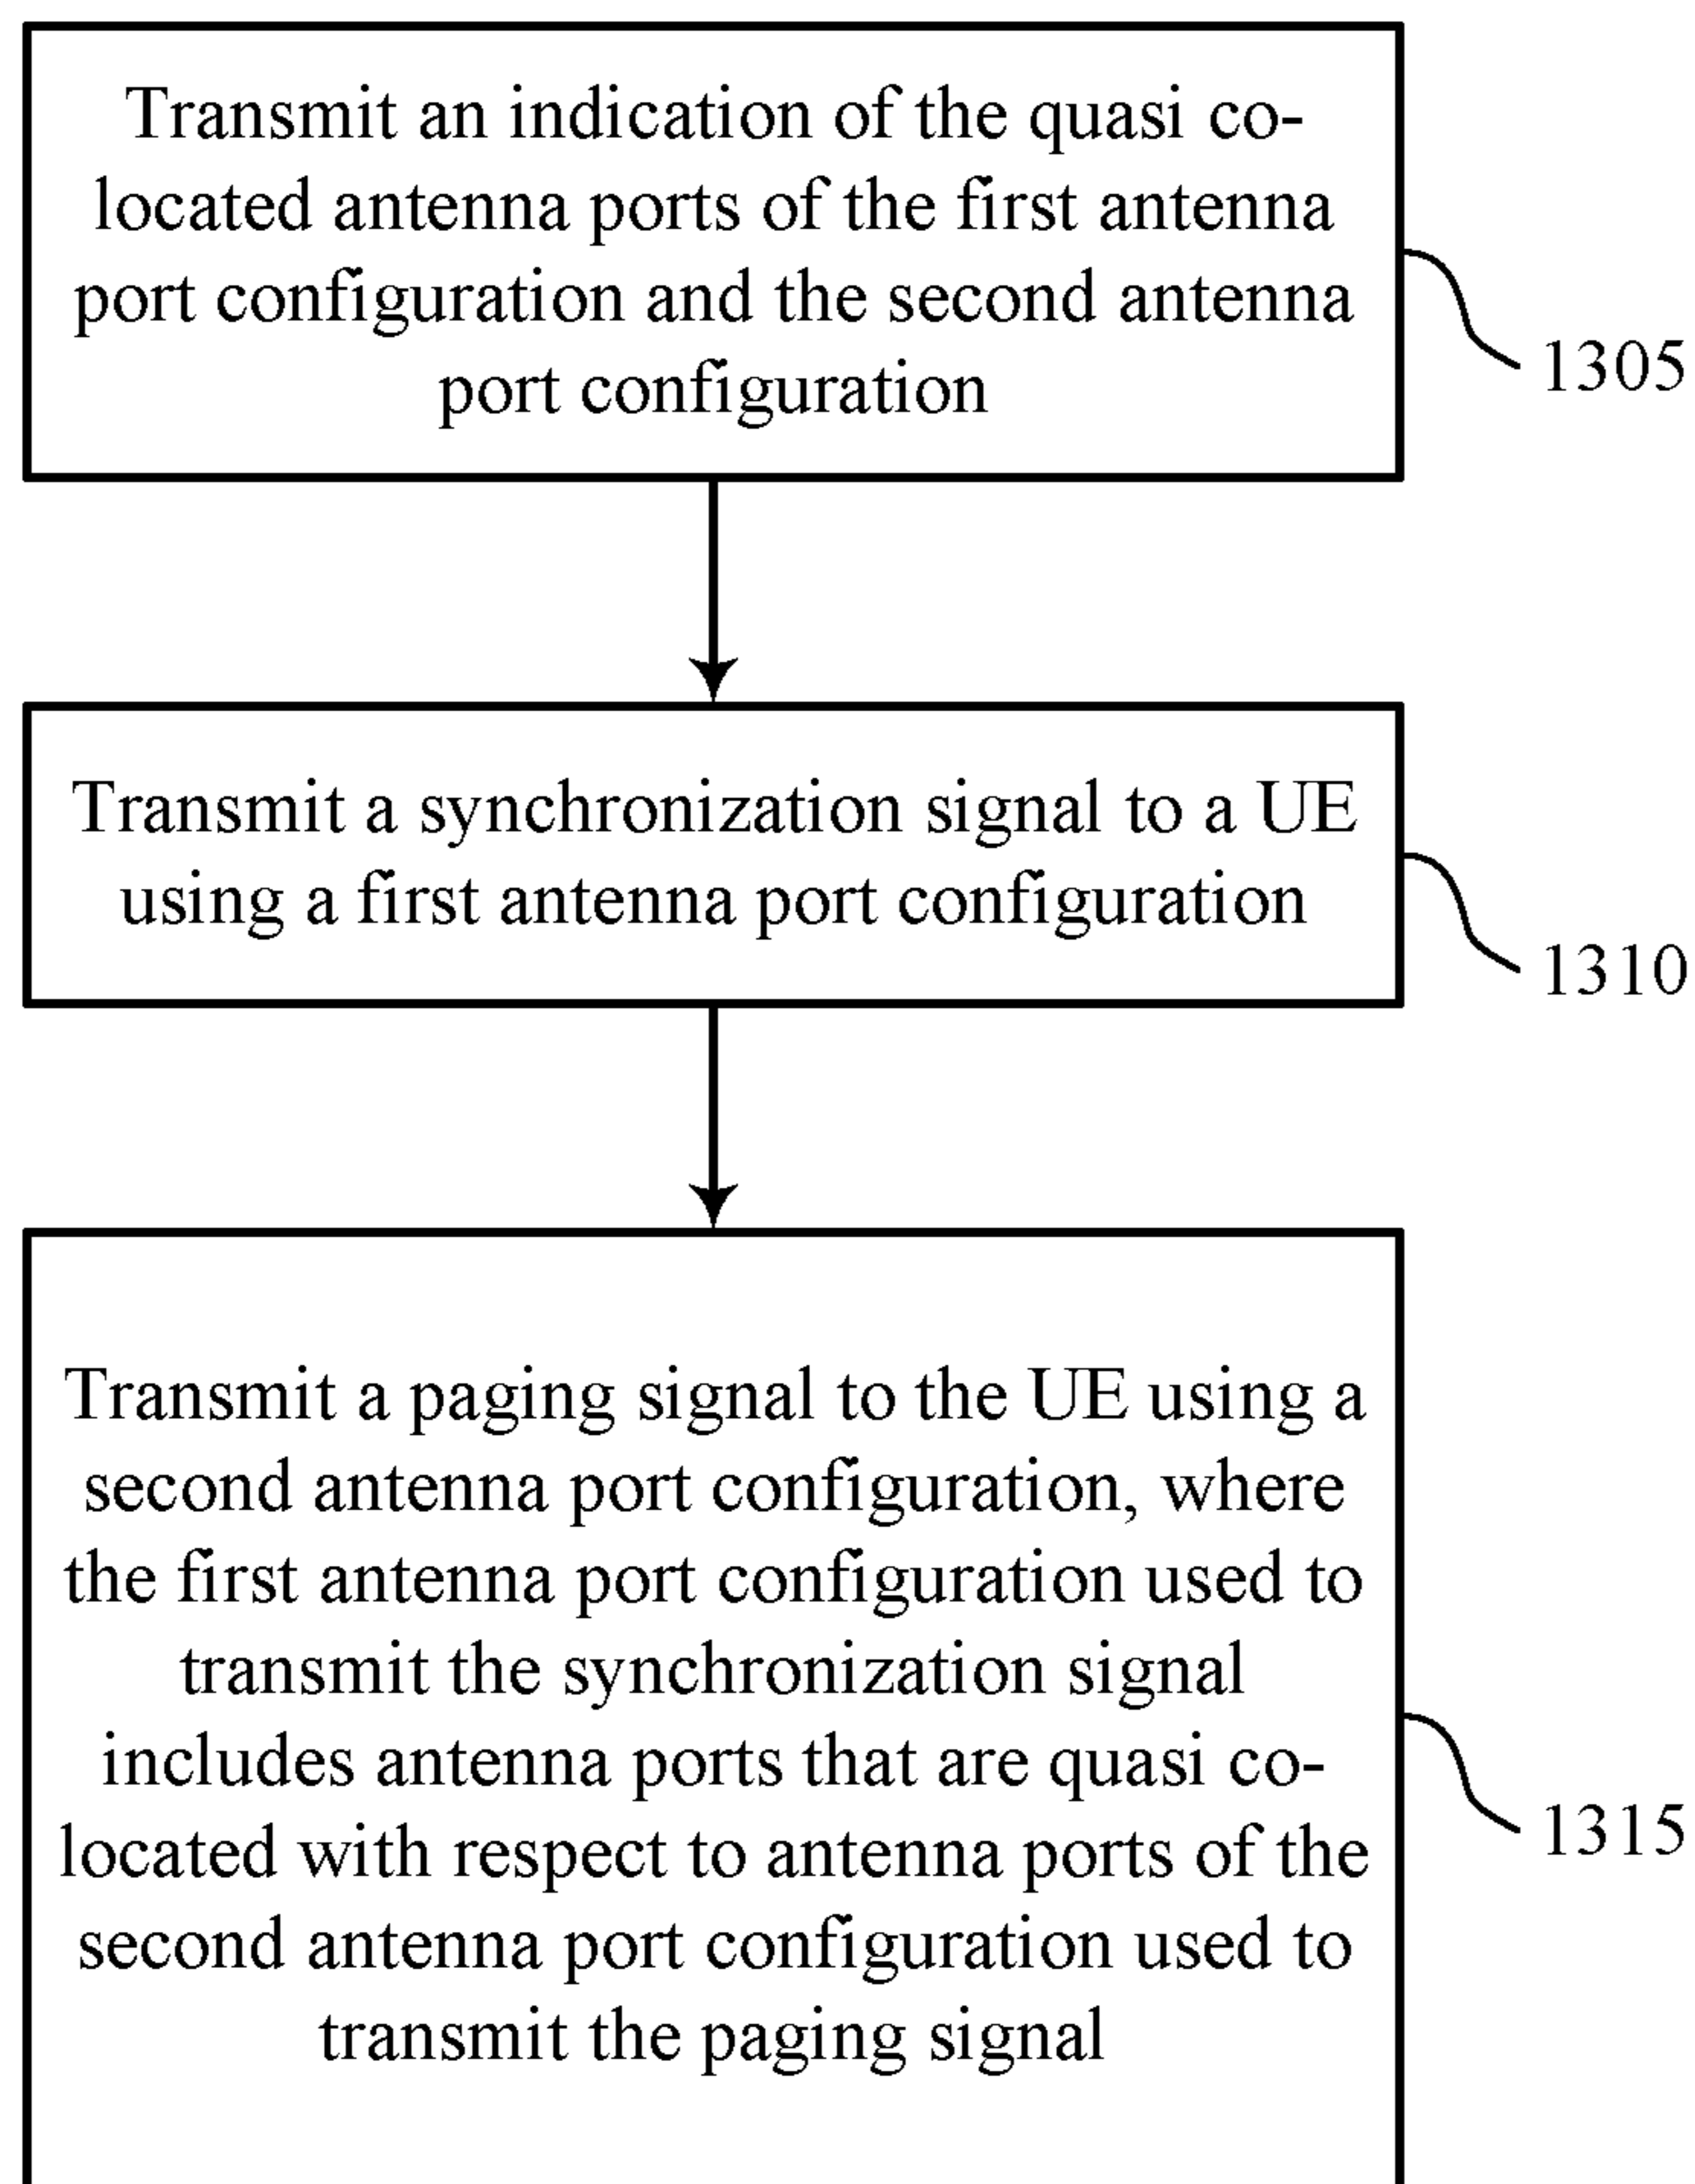 Transmit an indication of the quasi co-
located antenna ports of the first antenna
port configuration and the second antenna
port configuration
1305
Transmit a synchronization signal to a UE
using a first antenna port configuration
1310
Transmit a paging signal to the UE using a
second antenna port configuration, where
the first antenna port configuration used to
transmit the synchronization signal
includes antenna ports that are quasi co-
located with respect to antenna ports of the
second antenna port configuration used to
transmit the paging signal
1315